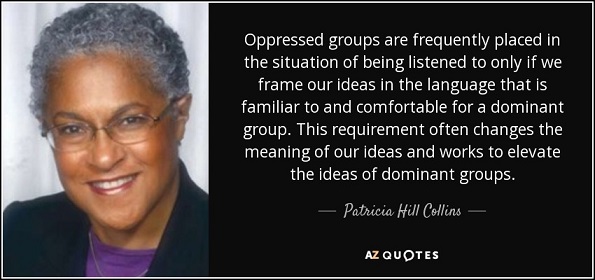 Oppressed groups are frequently placed in
the situation of being listened to only if we
frame our ideas in the language that is
familiar to and comfortable for a dominant
group. This requirement often changes the
meaning of our ideas and works to elevate
the ideas of dominant groups.
— Patricia Hill Collins —
AZ QUOTES